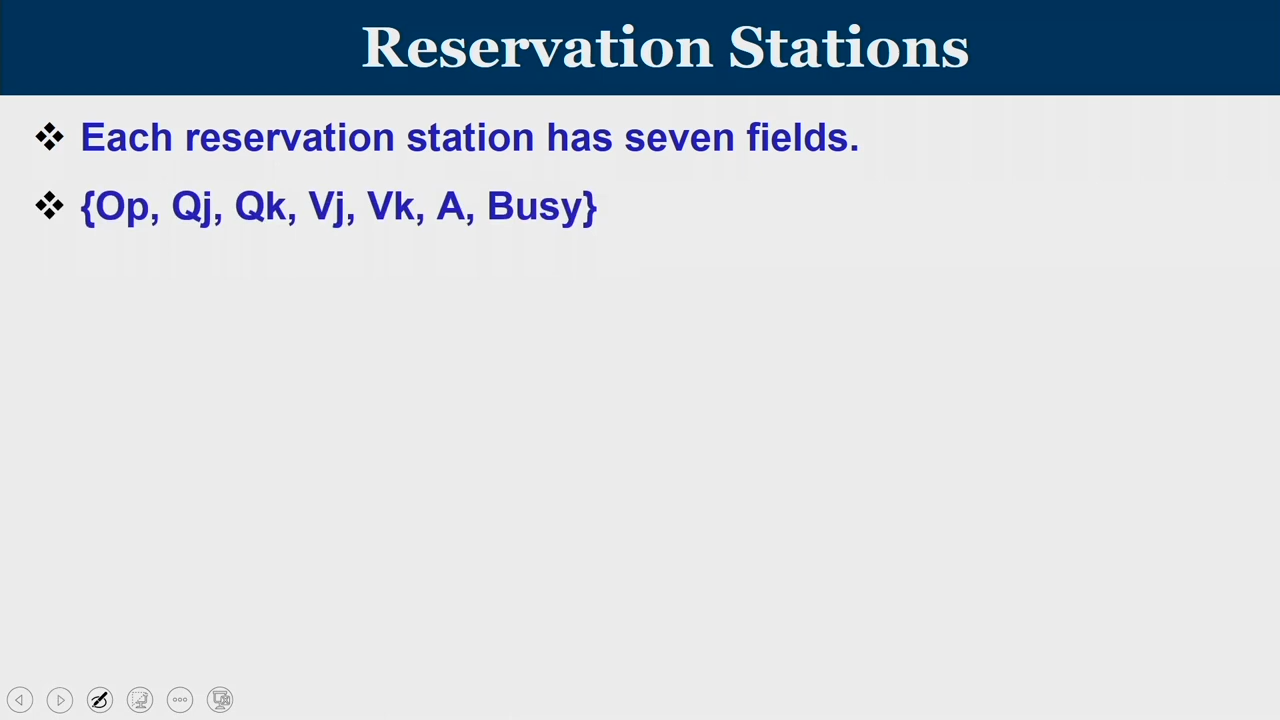 Reservation Stations
❖ Each reservation station has seven fields.
❖ {Op, Qj, Qk, Vj, Vk, A, Busy}